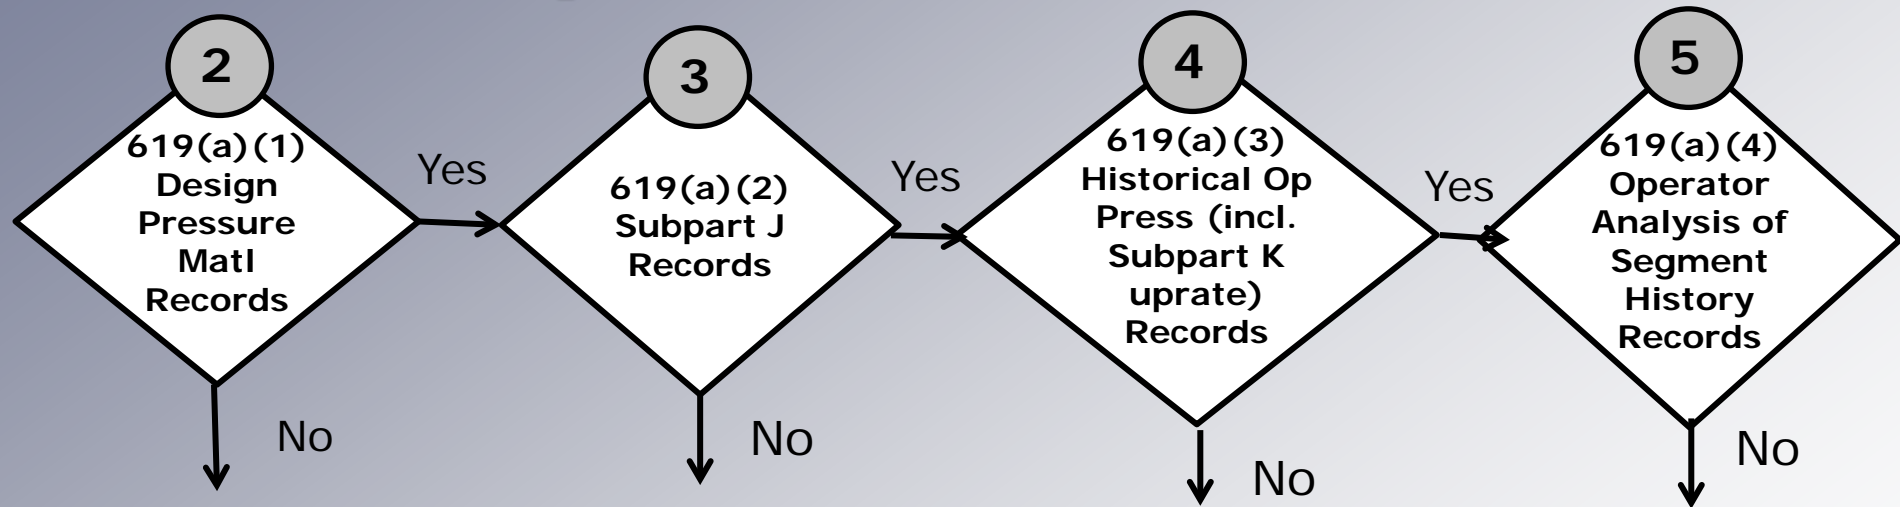 2
619(a)(1)
Design
Pressure
Matl
Records
Yes
No
3
619(a)(2)
Subpart J
Records
Yes
No
4
619(a)(3)
Historical Op
Press (incl.
Subpart K
uprate)
Records
Yes
No
5
619(a)(4)
Operator
Analysis of
Segment
History
Records
No